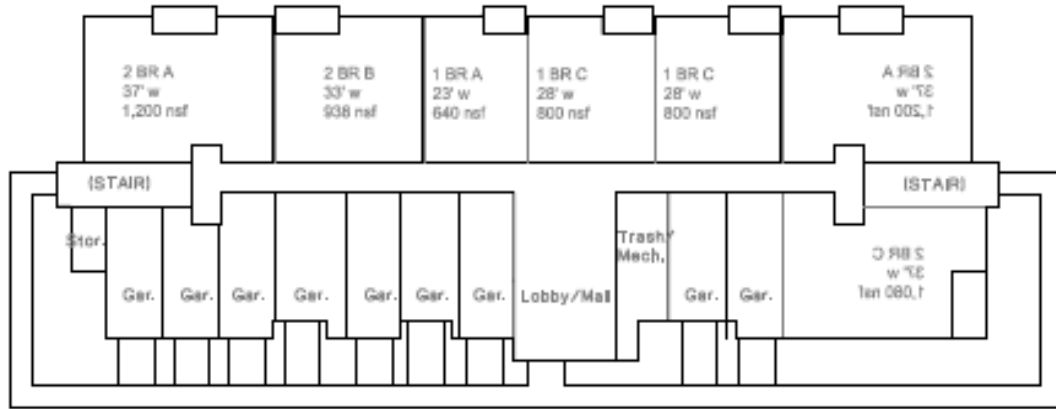 2 BR A
37' w
1,200 nsf
2 BR B
33' w
938 nsf
1 BR A
23' w
640 nsf
1 BR C
28' w
800 nsf
1 BR C
28' w
800 nsf
2 BR A
37' w
1,200 nsf
(STAIR)
(STAIR)
Stor.
Gar.
Gar.
Gar.
Gar.
Gar.
Gar.
Gar.
Lobby/Mail
Trash/
Mech.
Gar.
Gar.
2 BR C
37' w
1,080 nsf